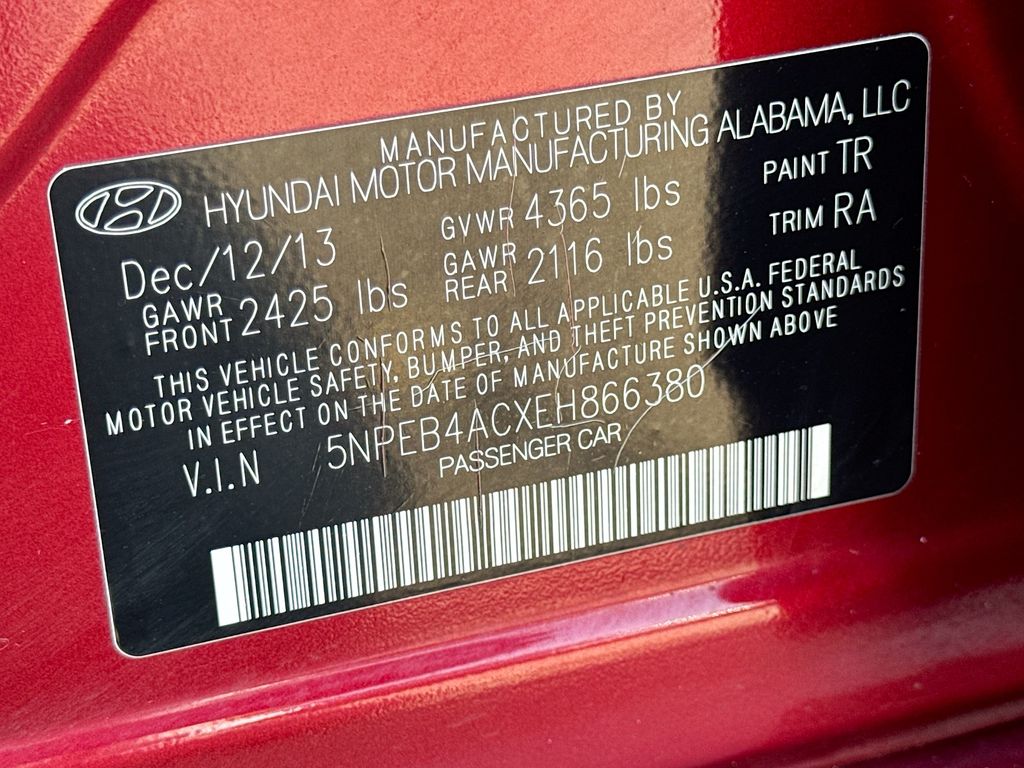 MANUFACTURED BY
HYUNDAI MOTOR MANUFACTURING ALABAMA, LLC
Dec/12/13 GVWR 4365 lbs PAINT TR
GAWR FRONT 2425 lbs GAWR REAR 2116 lbs TRIM RA
THIS VEHICLE CONFORMS TO ALL APPLICABLE U.S.A. FEDERAL
MOTOR VEHICLE SAFETY, BUMPER, AND THEFT PREVENTION STANDARDS
IN EFFECT ON THE DATE OF MANUFACTURE SHOWN ABOVE
V.I.N 5NPEB4ACXEH866380
PASSENGER CAR